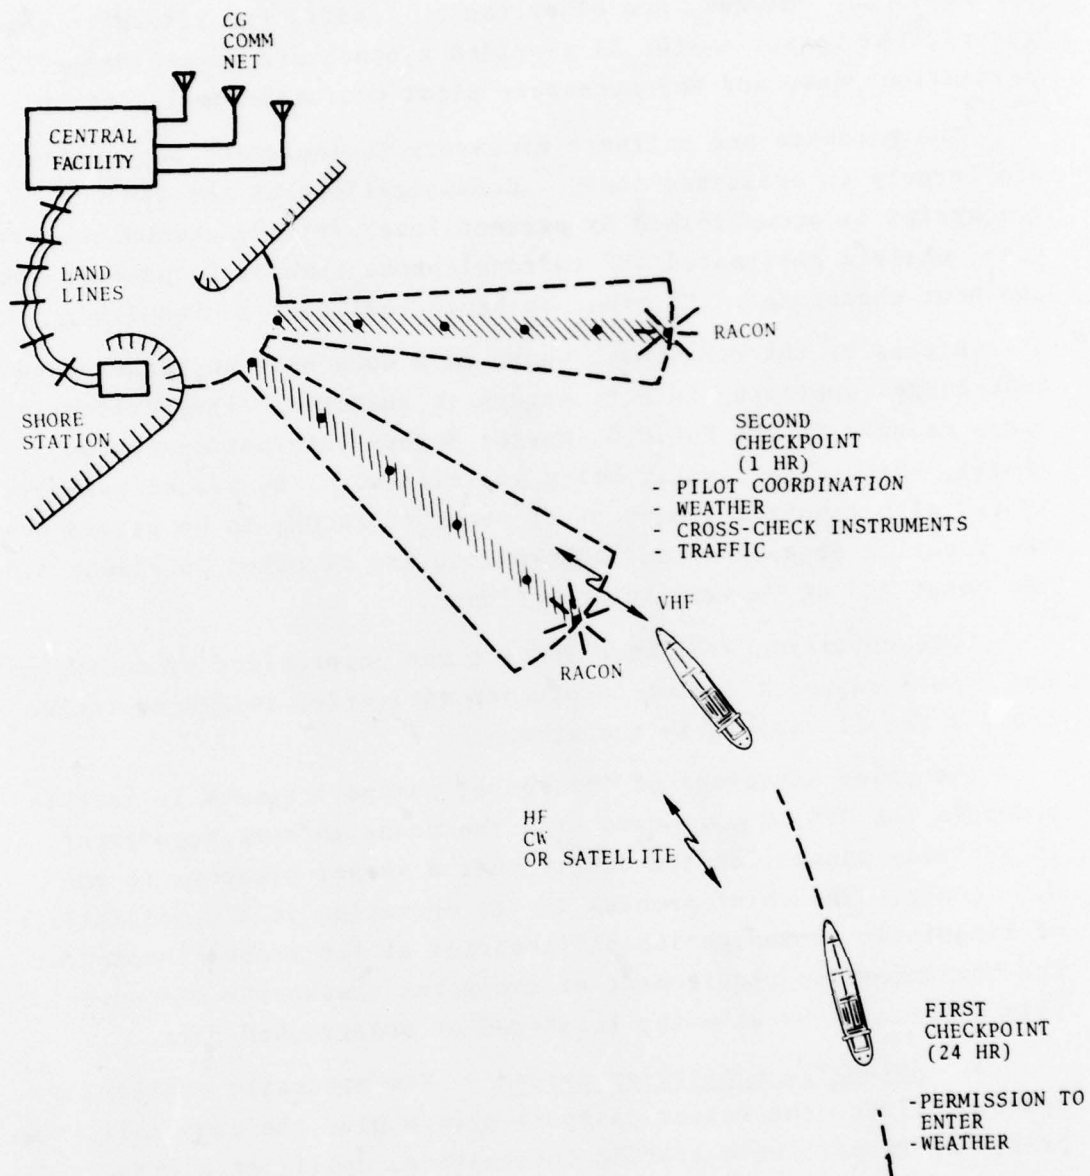 CG
COMM
NET
CENTRAL
FACILITY
LAND
LINES
RACON
SHORE
STATION
SECOND
CHECKPOINT
(1 HR)
- PILOT COORDINATION
- WEATHER
- CROSS-CHECK INSTRUMENTS
- TRAFFIC
VHF
RACON
HF
CW
OR SATELLITE
FIRST
CHECKPOINT
(24 HR)
-PERMISSION TO
ENTER
-WEATHER